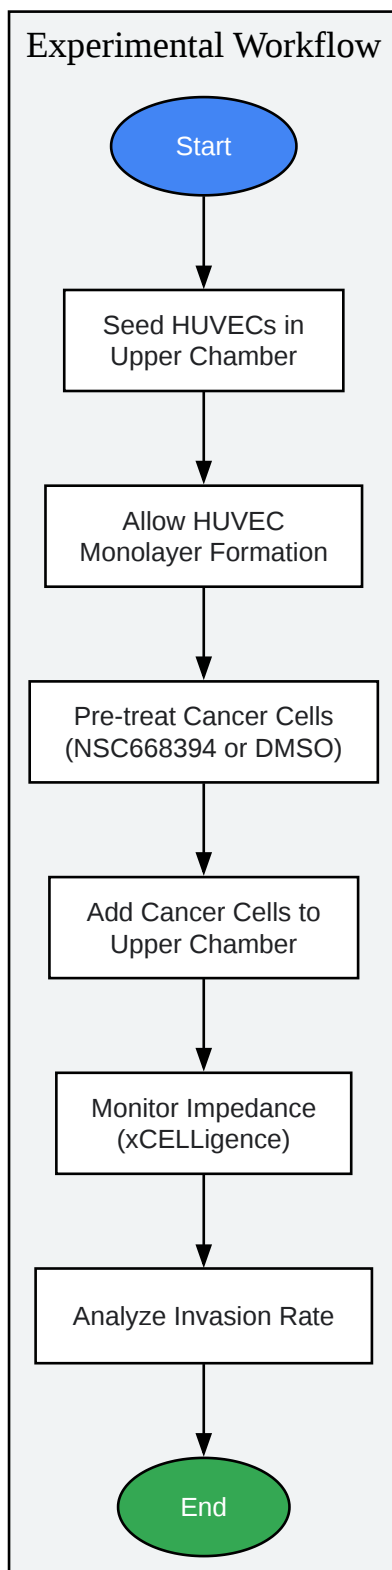 Experimental Workflow
Start
Seed HUVECs in
Upper Chamber
Allow HUVEC
Monolayer Formation
Pre-treat Cancer Cells
(NSC668394 or DMSO)
Add Cancer Cells to
Upper Chamber
Monitor Impedance
(xCELLigence)
Analyze Invasion Rate
End